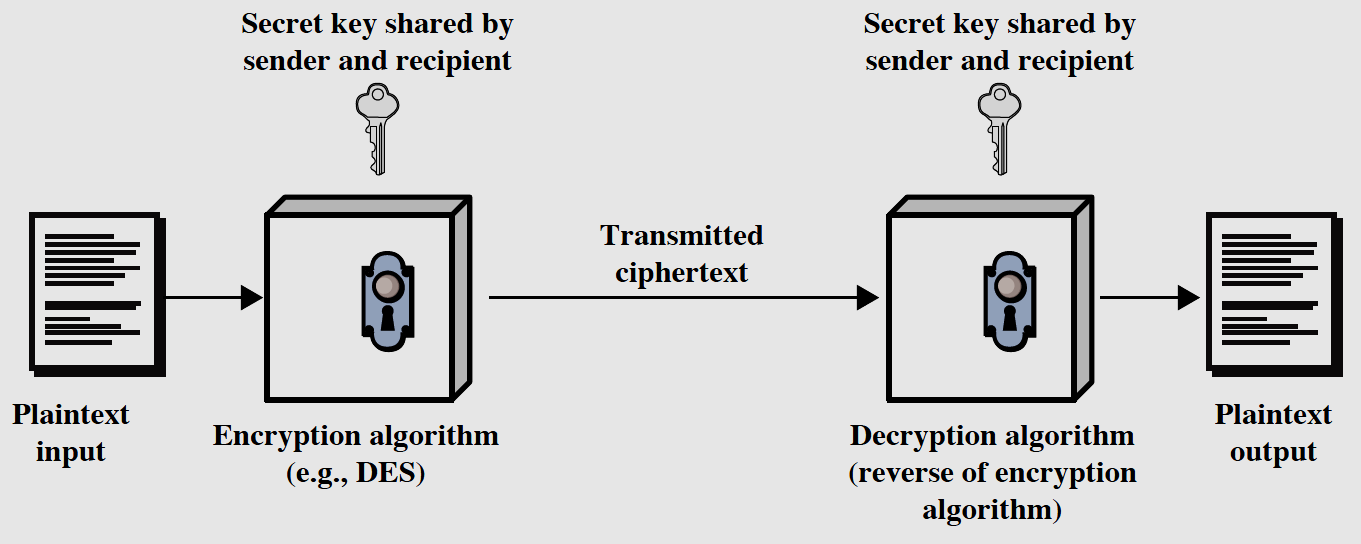 Secret key shared by
sender and recipient
Secret key shared by
sender and recipient
Transmitted
ciphertext
Plaintext
input
Encryption algorithm
(e.g., DES)
Decryption algorithm
(reverse of encryption
algorithm)
Plaintext
output